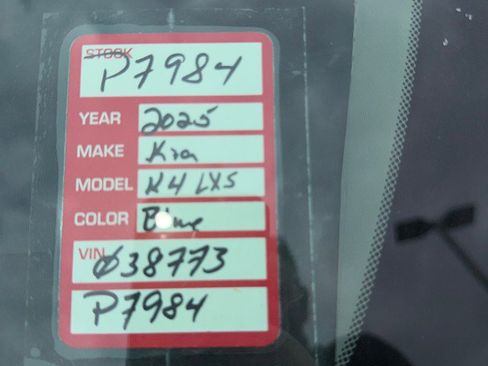 STOCK
P7984
YEAR 2025
MAKE Kia
MODEL K4 LXS
COLOR Blue
VIN 038773
P7984